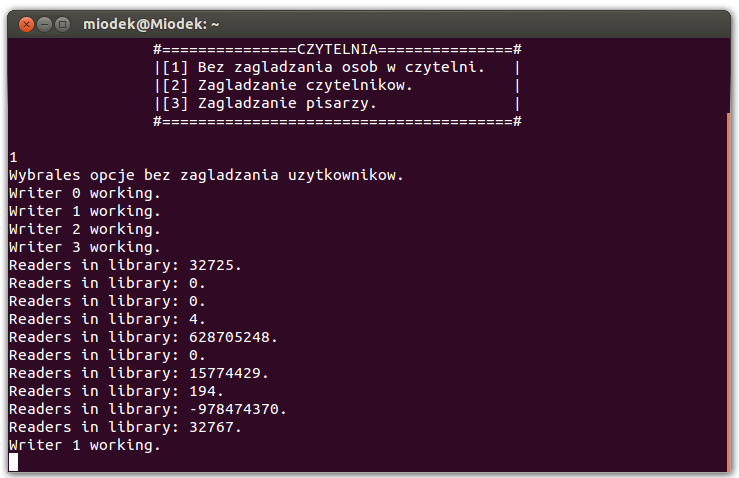 miodek@Miodek: ~
#===============CZYTELNIA===============#
|[1] Bez zagladzania osob w czytelni.   |
|[2] Zagladzanie czytelnikow.           |
|[3] Zagladzanie pisarzy.               |
#=======================================#
1
Wybrales opcje bez zagladzania uzytkownikow.
Writer 0 working.
Writer 1 working.
Writer 2 working.
Writer 3 working.
Readers in library: 32725.
Readers in library: 0.
Readers in library: 0.
Readers in library: 4.
Readers in library: 628705248.
Readers in library: 0.
Readers in library: 15774429.
Readers in library: 194.
Readers in library: -978474370.
Readers in library: 32767.
Writer 1 working.